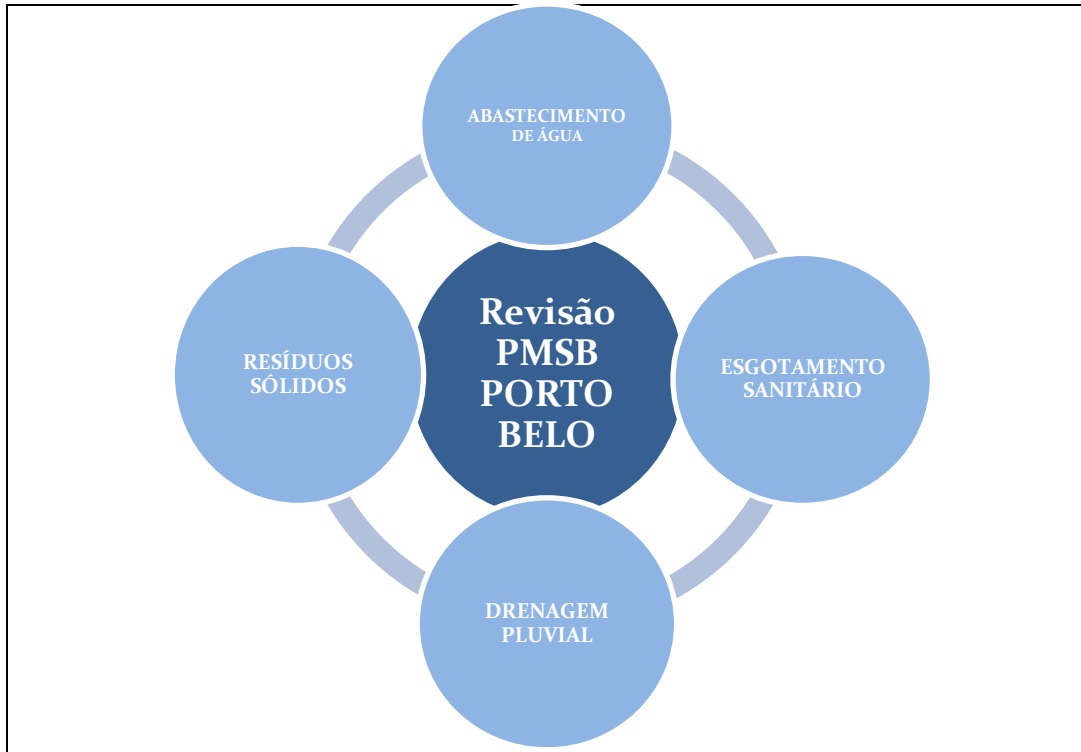 ABASTECIMENTO
DE ÁGUA
Revisão
PMSB
PORTO
BELO
RESÍDUOS
SÓLIDOS
ESGOTAMENTO
SANITÁRIO
DRENAGEM
PLUVIAL